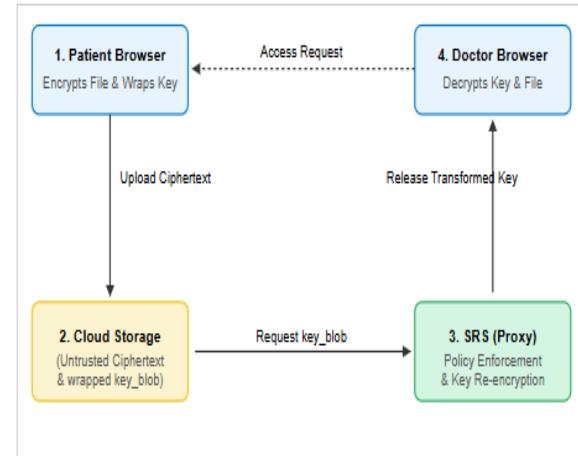 1. Patient Browser
Encrypts File & Wraps Key
Access Request
4. Doctor Browser
Decrypts Key & File
Upload Ciphertext
Release Transformed Key
2. Cloud Storage
(Untrusted Ciphertext
& wrapped key_blob)
Request key_blob
3. SRS (Proxy)
Policy Enforcement
& Key Re-encryption